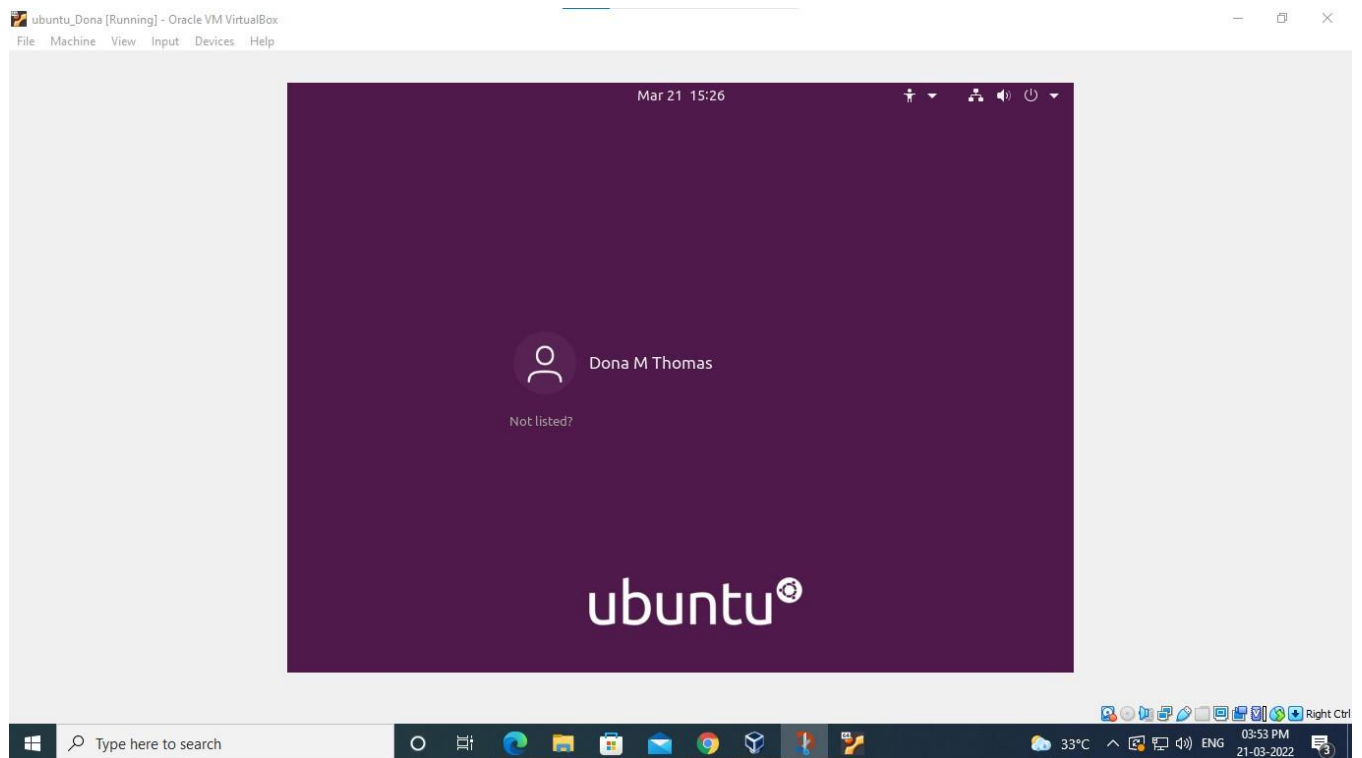 ubuntu_Dona [Running] - Oracle VM VirtualBox
File Machine View Input Devices Help
Mar 21 15:26
Dona M Thomas
Not listed?
ubuntu
Right Ctrl
Type here to search
33°C
ENG
03:53 PM
21-03-2022
3